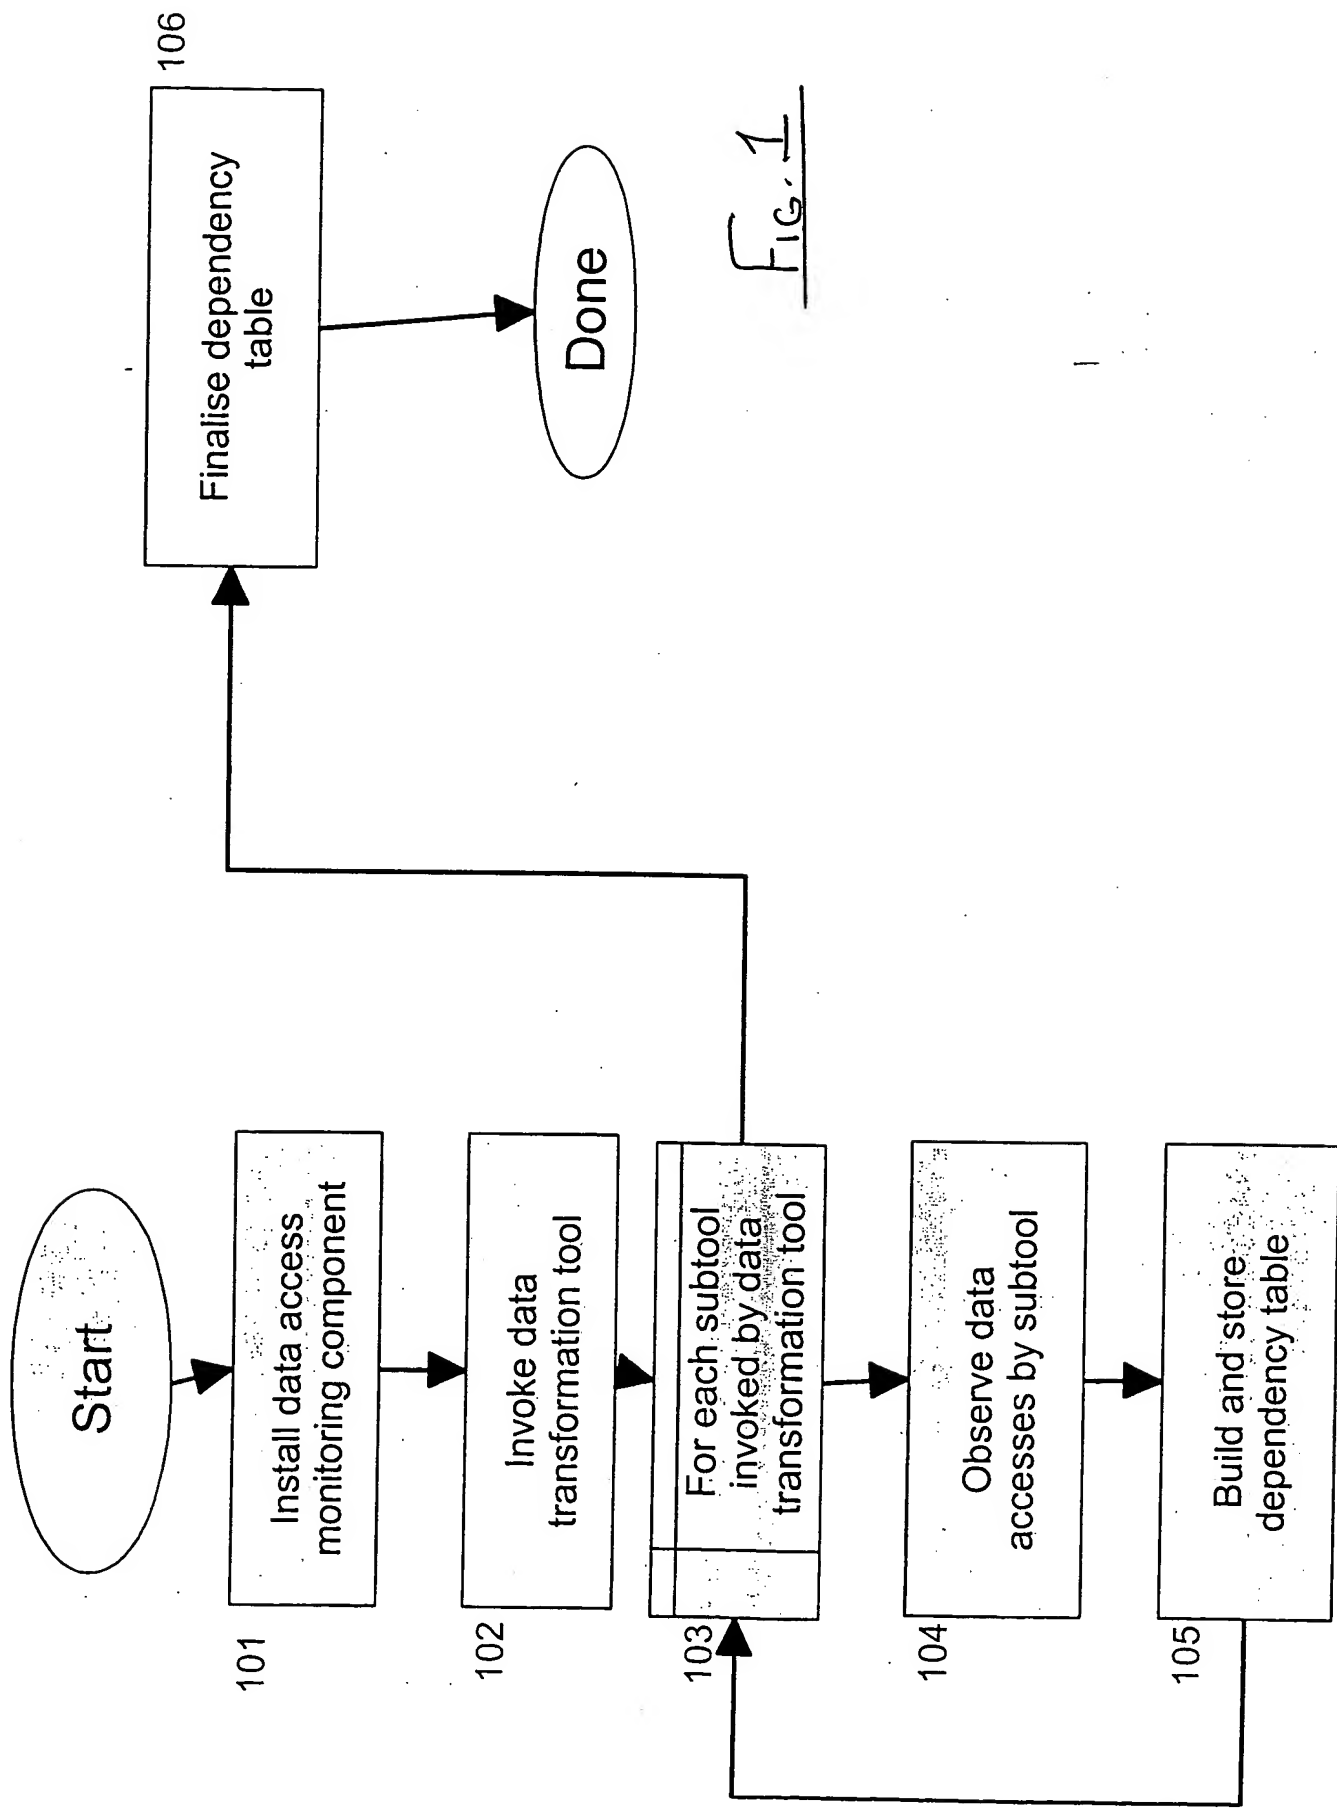 Start
101
Install data access
monitoring component
102
Invoke data
transformation tool
103
For each subtool
invoked by data
transformation tool
104
Observe data
accesses by subtool
105
Build and store
dependency table
106
Finalise dependency
table
Done
FIG. 1